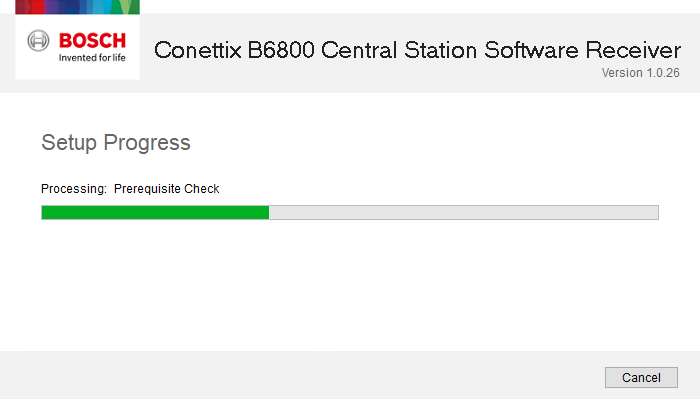 BOSCH
Invented for life
Conettix B6800 Central Station Software Receiver
Version 1.0.26
Setup Progress
Processing: Prerequisite Check
Cancel